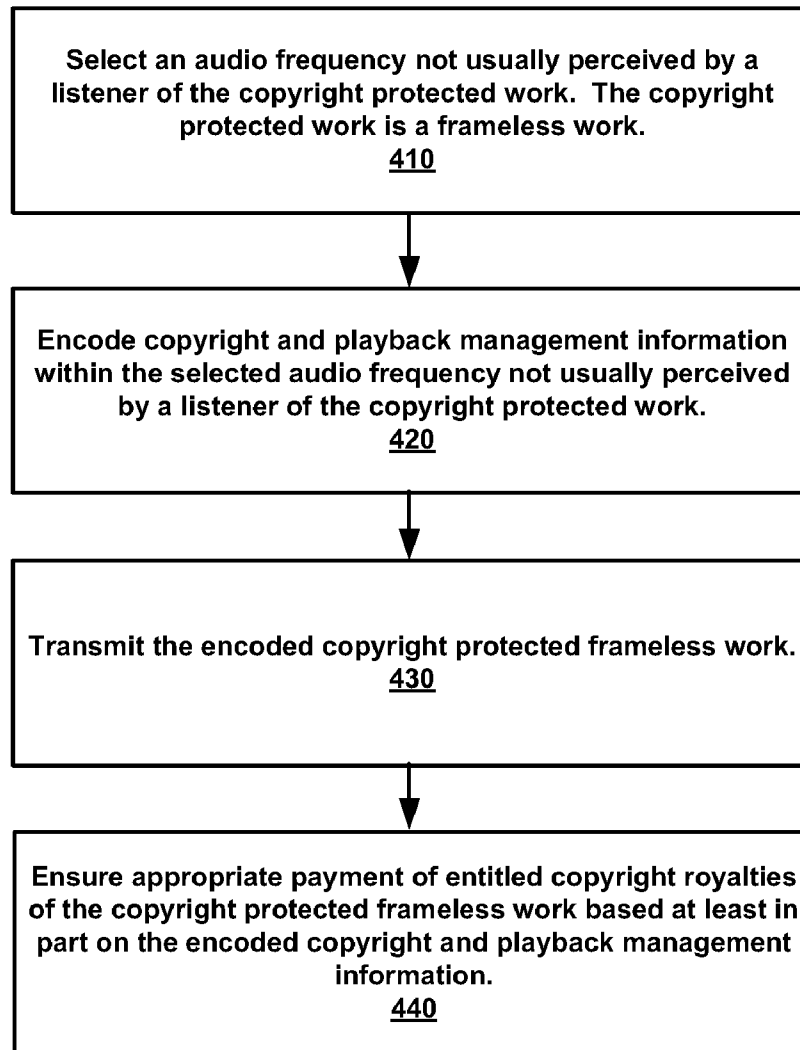 Select an audio frequency not usually perceived by a
listener of the copyright protected work.  The copyright
protected work is a frameless work.
410
Encode copyright and playback management information
within the selected audio frequency not usually perceived
by a listener of the copyright protected work.
420
Transmit the encoded copyright protected frameless work.
430
Ensure appropriate payment of entitled copyright royalties
of the copyright protected frameless work based at least in
part on the encoded copyright and playback management
information.
440